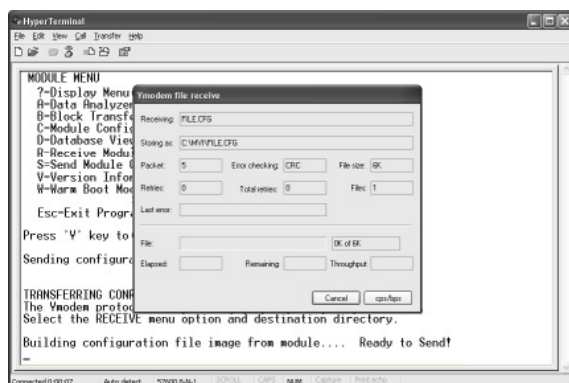 HyperTerminal
File Edit View Call Transfer Help
MODULE MENU
?=Display Menu
A=Data Analyzer
B=Block Transfe
C=Module Config
D=Database View
R=Receive Modul
S=Send Module C
V=Version Infor
W=Warm Boot Mod
Esc=Exit Progra
Press 'Y' key to
Sending configura
TRANSFERRING CONF
The Ymodem protoc
Select the RECEIVE menu option and destination directory.
Building configuration file image from module.... Ready to Send!
Ymodem file receive
Receiving: FILE.CFG
Storing as: C:\MVI\FILE.CFG
Packet: 5 Error checking: CRC File size: 6K
Retries: 0 Total retries: 0 Files: 1
Last error:
File: 0K of 6K
Elapsed: Remaining: Throughput:
Cancel cps/bps
Connected 0:00:07 Auto detect 57600 8-N-1 SCROLL CAPS NUM Capture Print echo